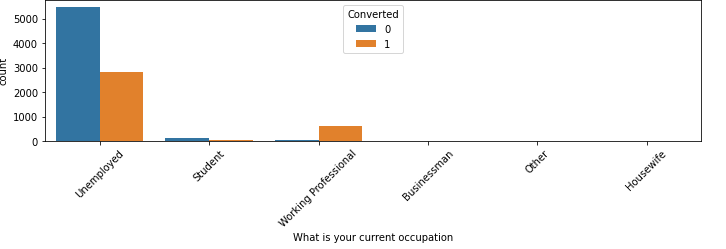 Converted
0
1
5000
4000
3000
2000
1000
0
count
Unemployed
Student
Working Professional
Businessman
Other
Housewife
What is your current occupation